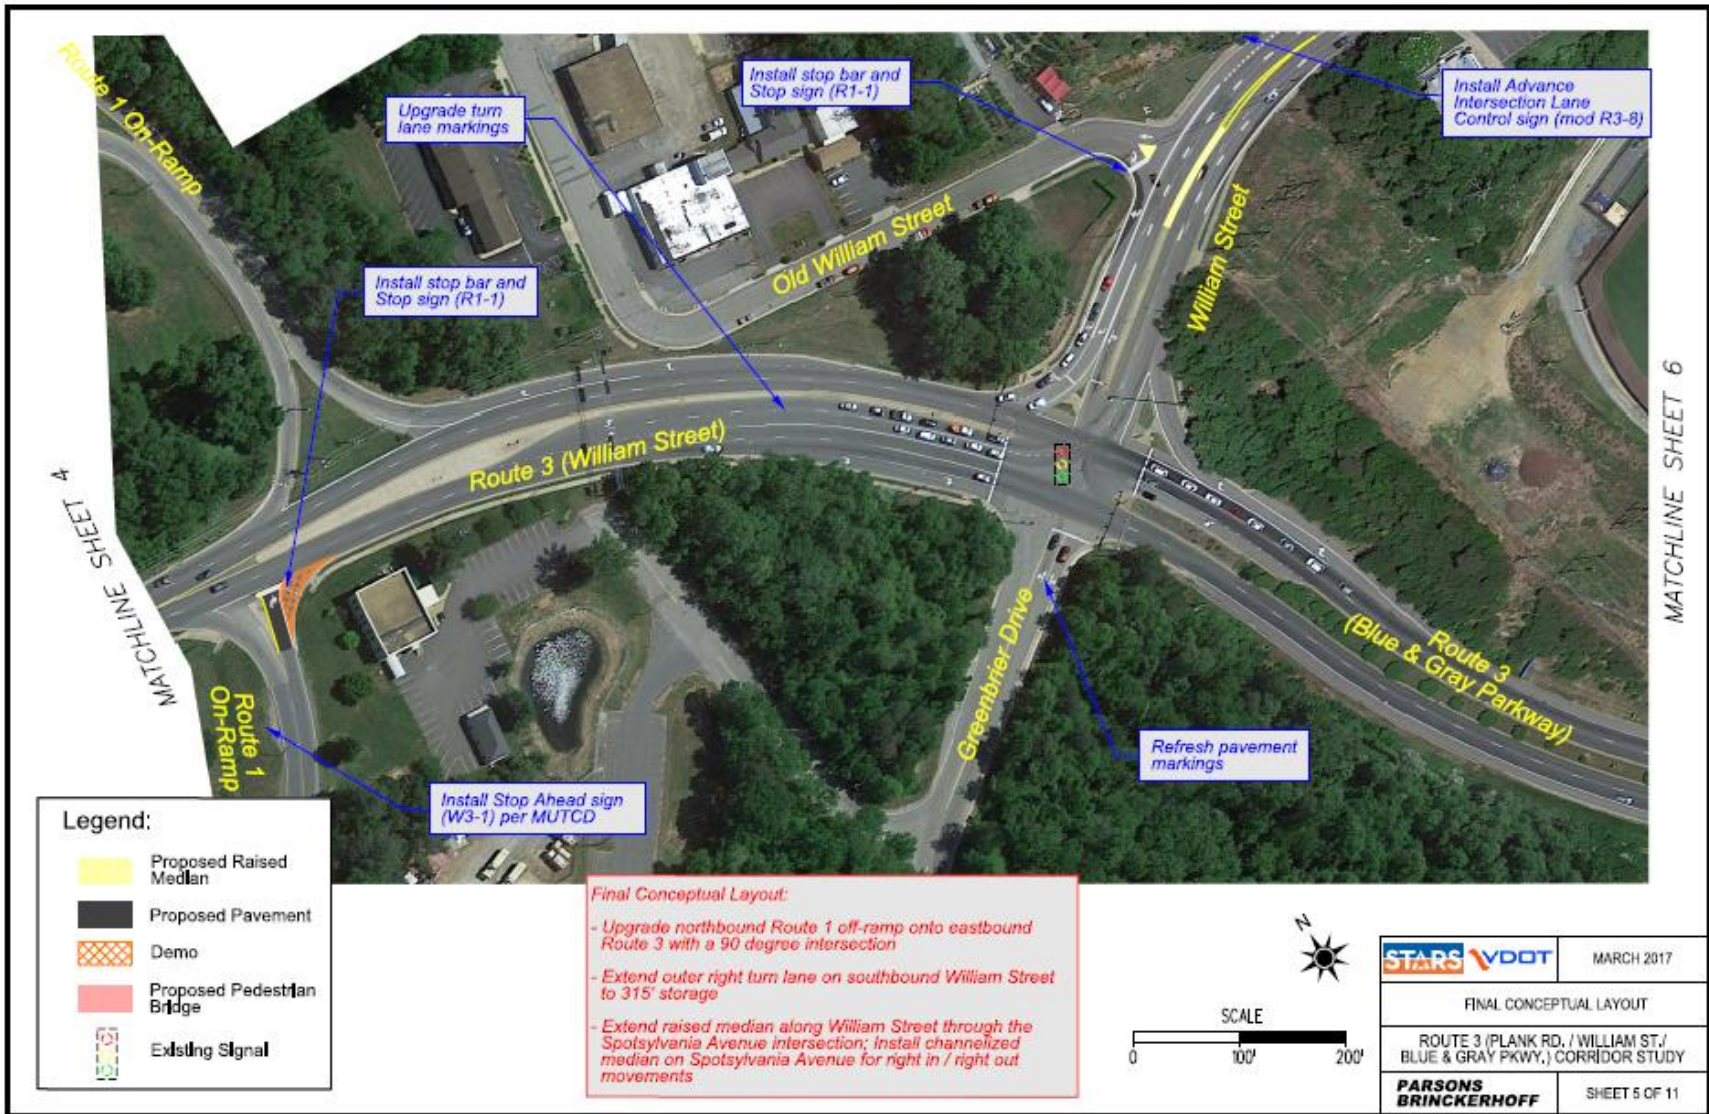 Route 1 On-Ramp
Upgrade turn
lane markings
Install stop bar and
Stop sign (R1-1)
Install Advance
Intersection Lane
Control sign (mod R3-8)
Install stop bar and
Stop sign (R1-1)
Old William Street
William Street
Route 3 (William Street)
MATCHLINE SHEET 4
MATCHLINE SHEET 6
Route 1
On-Ramp
Greenbrier Drive
Route 3
(Blue & Gray Parkway)
Refresh pavement
markings
Install Stop Ahead sign
(W3-1) per MUTCD
Legend:
Proposed Raised
Median
Proposed Pavement
Demo
Proposed Pedestrian
Bridge
Existing Signal
Final Conceptual Layout:
- Upgrade northbound Route 1 off-ramp onto eastbound
Route 3 with a 90 degree intersection
- Extend outer right turn lane on southbound William Street
to 315' storage
- Extend raised median along William Street through the
Spotsylvania Avenue intersection; Install channelized
median on Spotsylvania Avenue for right in / right out
movements
N
SCALE
0 100' 200'
STARS VDOT
MARCH 2017
FINAL CONCEPTUAL LAYOUT
ROUTE 3 (PLANK RD. / WILLIAM ST./
BLUE & GRAY PKWY.) CORRIDOR STUDY
PARSONS
BRINCKERHOFF
SHEET 5 OF 11